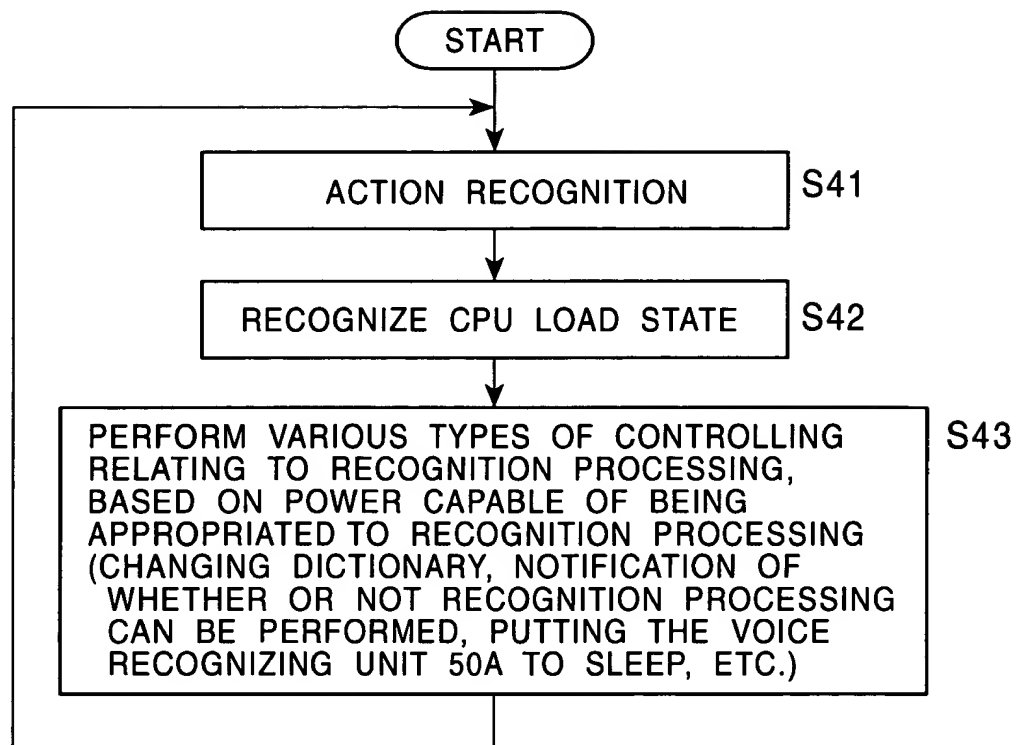 START
ACTION RECOGNITION
S41
RECOGNIZE CPU LOAD STATE
S42
PERFORM VARIOUS TYPES OF CONTROLLING
RELATING TO RECOGNITION PROCESSING,
BASED ON POWER CAPABLE OF BEING
APPROPRIATED TO RECOGNITION PROCESSING
(CHANGING DICTIONARY, NOTIFICATION OF
WHETHER OR NOT RECOGNITION PROCESSING
CAN BE PERFORMED, PUTTING THE VOICE
RECOGNIZING UNIT 50A TO SLEEP, ETC.)
S43